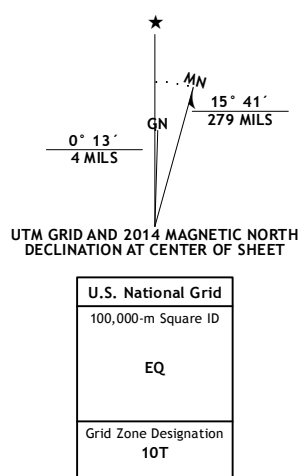 MN
GN
15° 41´
279 MILS
0° 13´
4 MILS
UTM GRID AND 2014 MAGNETIC NORTH
DECLINATION AT CENTER OF SHEET
U.S. National Grid
100,000-m Square ID
EQ
Grid Zone Designation
10T